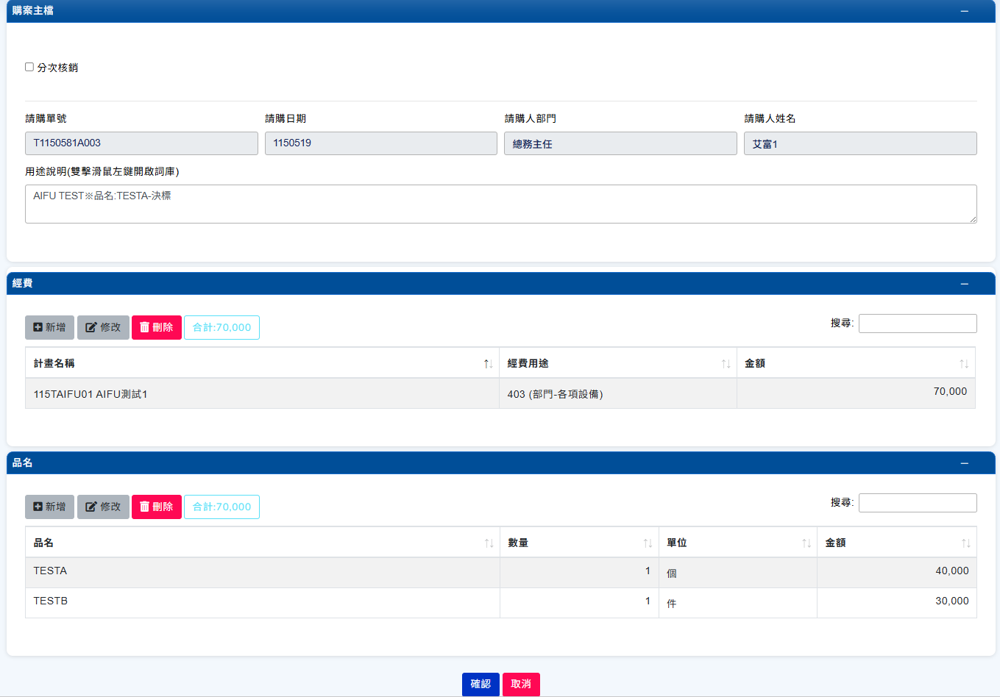 購案主檔
分次核銷
請購單號 請購日期 請購人部門 請購人姓名
T1150581A003 1150519 總務主任 艾富1
用途說明(雙擊滑鼠左鍵開啟詞庫)
AIFU TEST※品名:TESTA-決標
經費
新增 修改 刪除 合計:70,000 搜尋:
計畫名稱 經費用途 金額
115TAIFU01 AIFU測試1 403 (部門-各項設備) 70,000
品名
新增 修改 刪除 合計:70,000 搜尋:
品名 數量 單位 金額
TESTA 1 個 40,000
TESTB 1 件 30,000
確認 取消